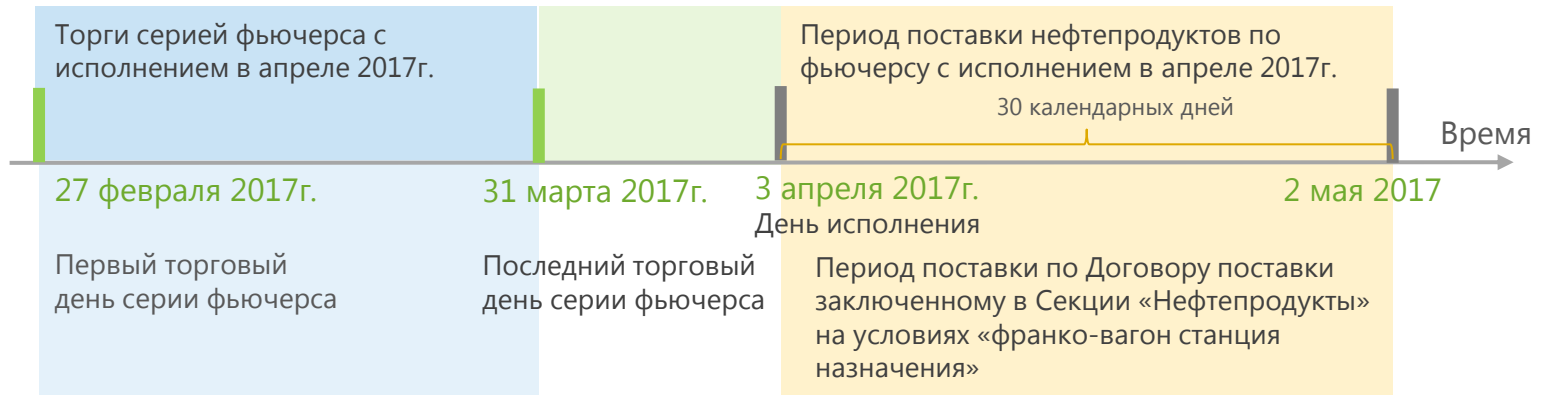 Торги серией фьючерса с
исполнением в апреле 2017г.
Период поставки нефтепродуктов по
фьючерсу с исполнением в апреле 2017г.
30 календарных дней
Время
27 февраля 2017г.
31 марта 2017г.
3 апреля 2017г.
2 мая 2017
День исполнения
Первый торговый
день серии фьючерса
Последний торговый
день серии фьючерса
Период поставки по Договору поставки
заключенному в Секции «Нефтепродукты»
на условиях «франко-вагон станция
назначения»